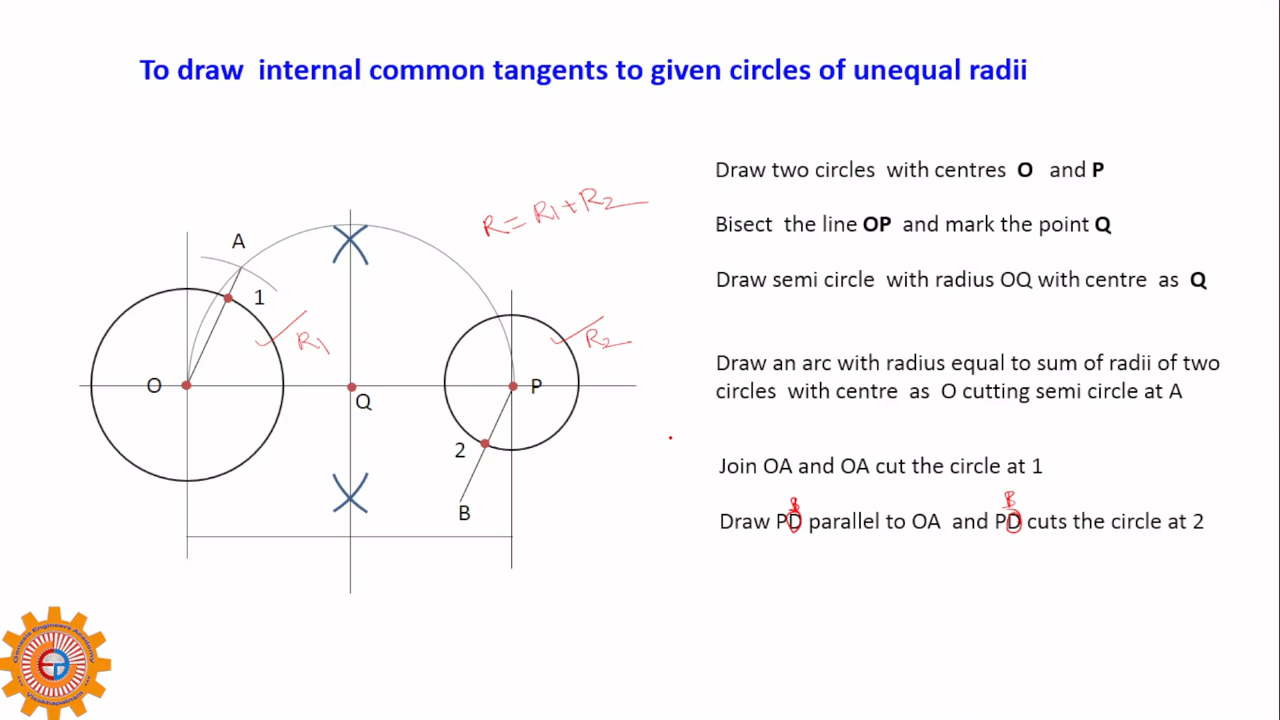 To draw internal common tangents to given circles of unequal radii
Draw two circles with centres O and P
R = R1 + R2
Bisect the line OP and mark the point Q
A
Draw semi circle with radius OQ with centre as Q
1
R1
R2
Draw an arc with radius equal to sum of radii of two
circles with centre as O cutting semi circle at A
O
Q
P
2
Join OA and OA cut the circle at 1
B
B B
Draw PD parallel to OA and PD cuts the circle at 2
Genesis Engineers Academy
Visakhapatnam